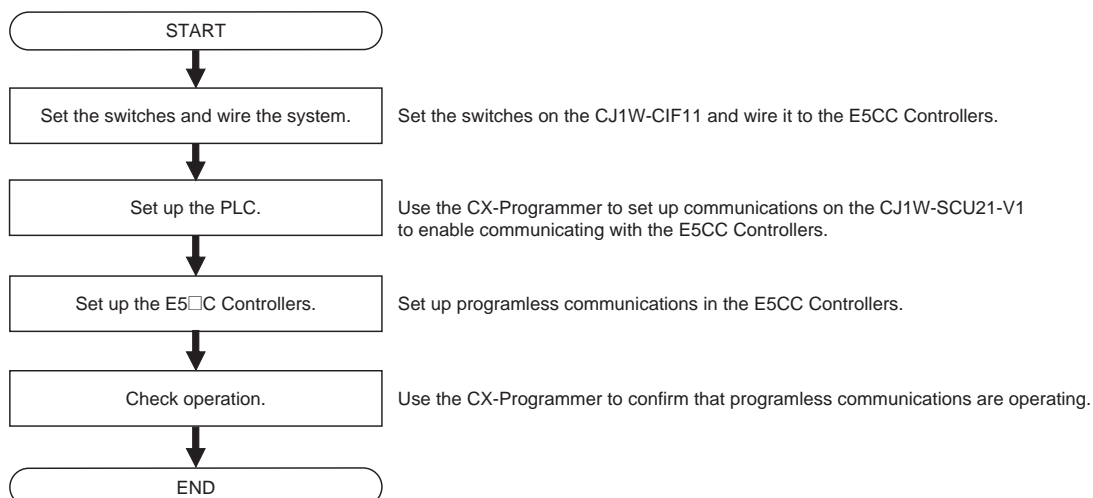 START
Set the switches and wire the system.
Set the switches on the CJ1W-CIF11 and wire it to the E5CC Controllers.
Set up the PLC.
Use the CX-Programmer to set up communications on the CJ1W-SCU21-V1
to enable communicating with the E5CC Controllers.
Set up the E5□C Controllers.
Set up programless communications in the E5CC Controllers.
Check operation.
Use the CX-Programmer to confirm that programless communications are operating.
END